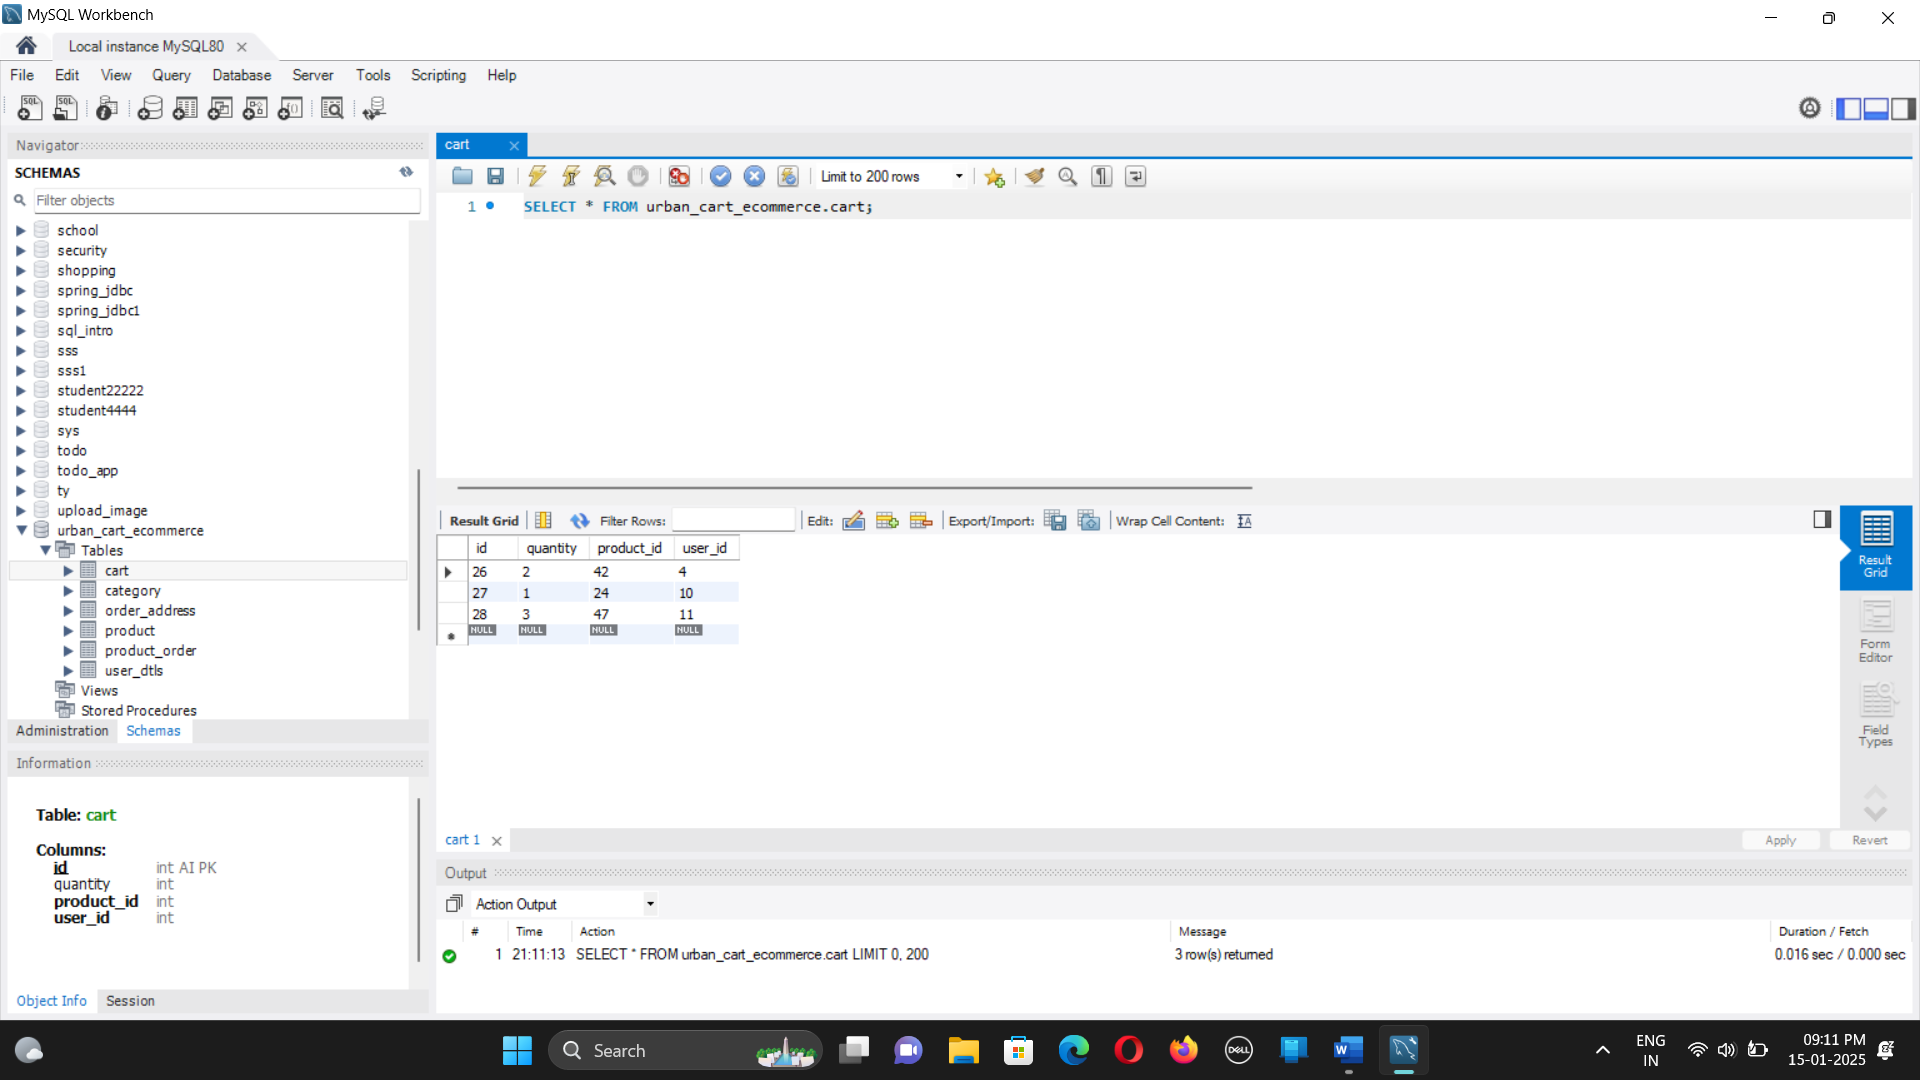 MySQL Workbench
Local instance MySQL80
File Edit View Query Database Server Tools Scripting Help
Navigator
SCHEMAS
Filter objects
school
security
shopping
spring_jdbc
spring_jdbc1
sql_intro
sss
sss1
student22222
student4444
sys
todo
todo_app
ty
upload_image
urban_cart_ecommerce
Tables
cart
category
order_address
product
product_order
user_dtls
Views
Stored Procedures
Administration Schemas
Information
Table: cart
Columns:
id int AI PK
quantity int
product_id int
user_id int
Object Info Session
cart
Limit to 200 rows
1 SELECT * FROM urban_cart_ecommerce.cart;
Result Grid Filter Rows: Edit: Export/Import: Wrap Cell Content:
id quantity product_id user_id
26 2 42 4
27 1 24 10
28 3 47 11
NULL NULL NULL NULL
Result Grid
Form Editor
Field Types
cart 1
Apply Revert
Output
Action Output
# Time Action Message Duration / Fetch
1 21:11:13 SELECT * FROM urban_cart_ecommerce.cart LIMIT 0, 200 3 row(s) returned 0.016 sec / 0.000 sec
Search
DELL
W
ENG
IN
09:11 PM
15-01-2025